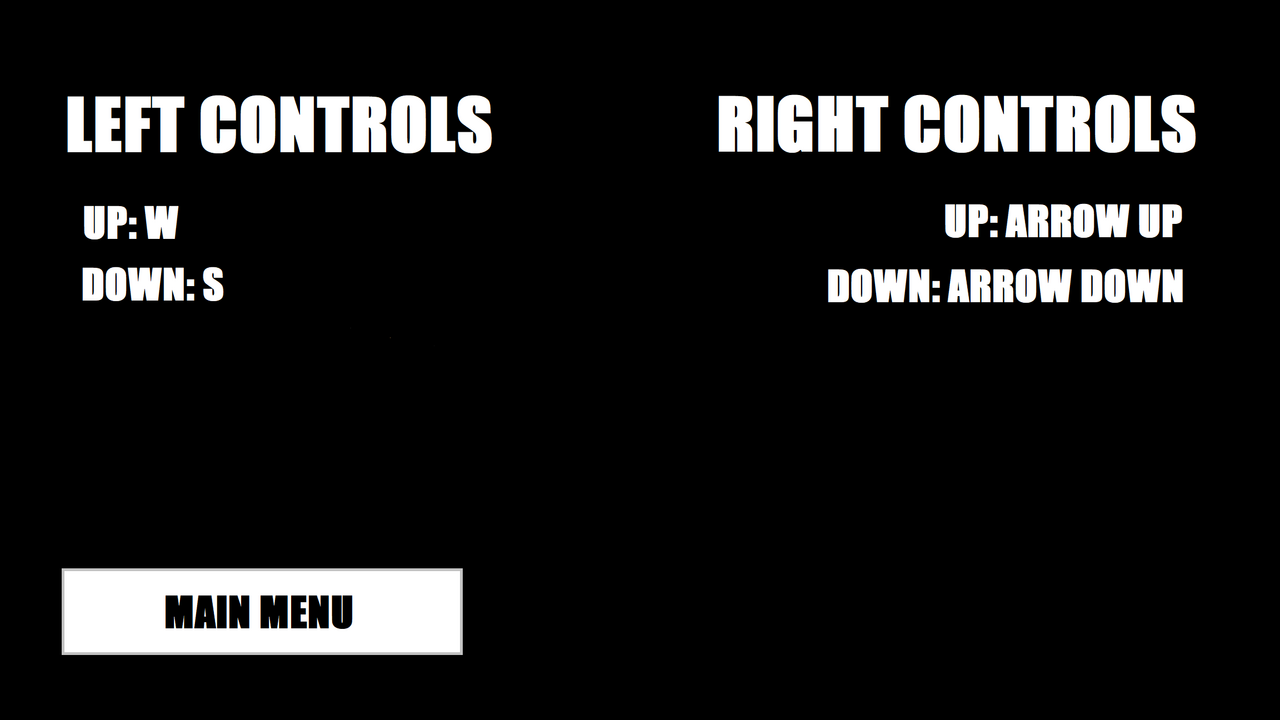 LEFT CONTROLS
UP: W
DOWN: S
RIGHT CONTROLS
UP: ARROW UP
DOWN: ARROW DOWN
MAIN MENU